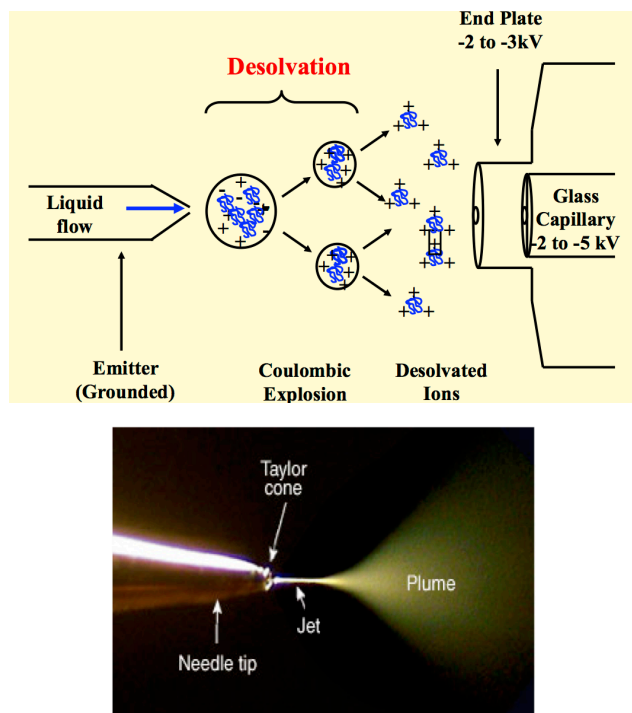 End Plate
-2 to -3kV
Desolvation
Liquid
flow
Glass
Capillary
-2 to -5 kV
Emitter
(Grounded)
Coulombic
Explosion
Desolvated
Ions
Taylor
cone
Plume
Jet
Needle tip